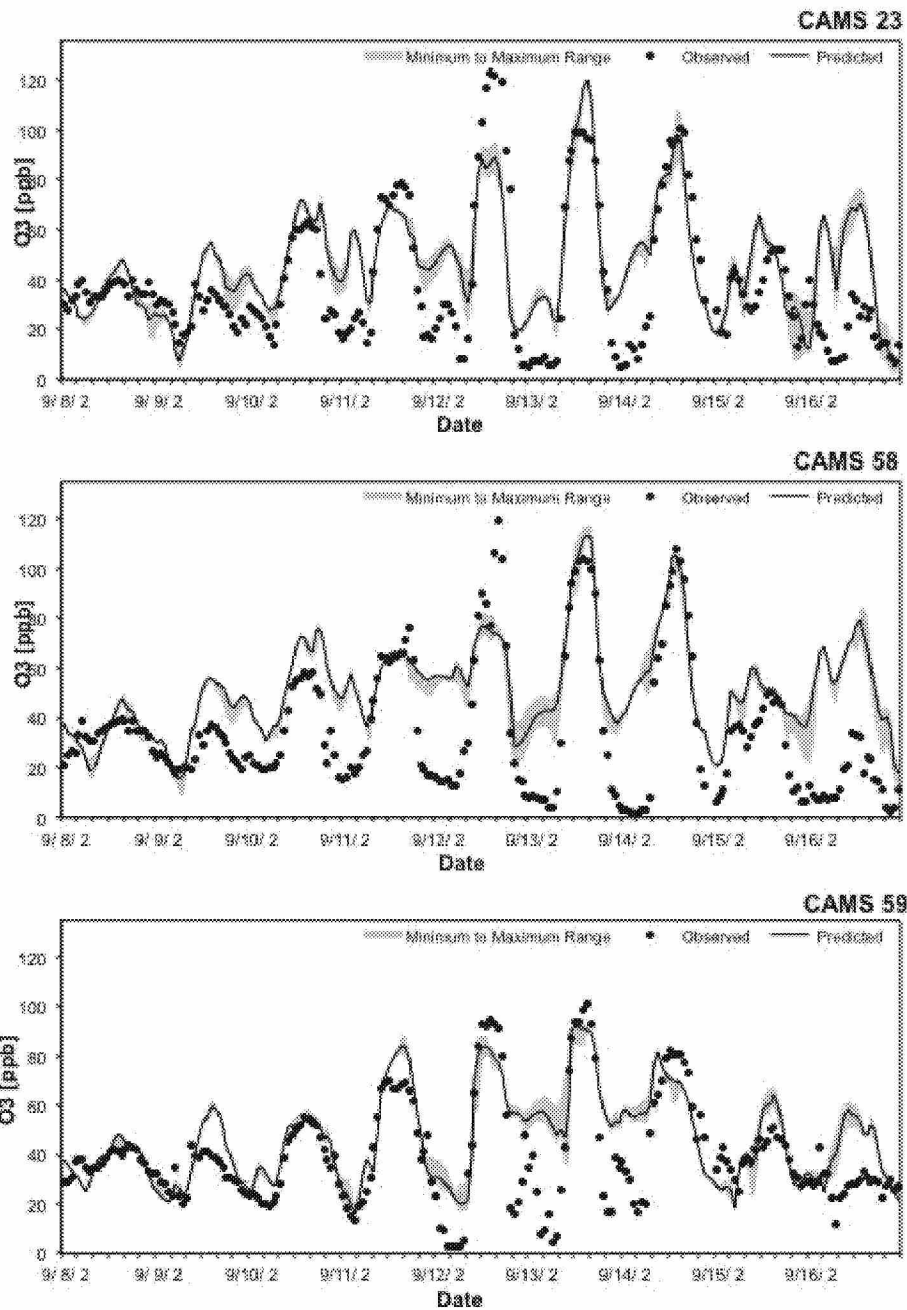 CAMS 23
Minimum to Maximum Range Observed Predicted
120
100
80
60
40
20
0
O3 [ppb]
9/ 8/ 2 9/ 9/ 2 9/10/ 2 9/11/ 2 9/12/ 2 9/13/ 2 9/14/ 2 9/15/ 2 9/16/ 2
Date
CAMS 58
Minimum to Maximum Range Observed Predicted
120
100
80
60
40
20
0
O3 [ppb]
9/ 8/ 2 9/ 9/ 2 9/10/ 2 9/11/ 2 9/12/ 2 9/13/ 2 9/14/ 2 9/15/ 2 9/16/ 2
Date
CAMS 59
Minimum to Maximum Range Observed Predicted
120
100
80
60
40
20
0
O3 [ppb]
9/ 8/ 2 9/ 9/ 2 9/10/ 2 9/11/ 2 9/12/ 2 9/13/ 2 9/14/ 2 9/15/ 2 9/16/ 2
Date